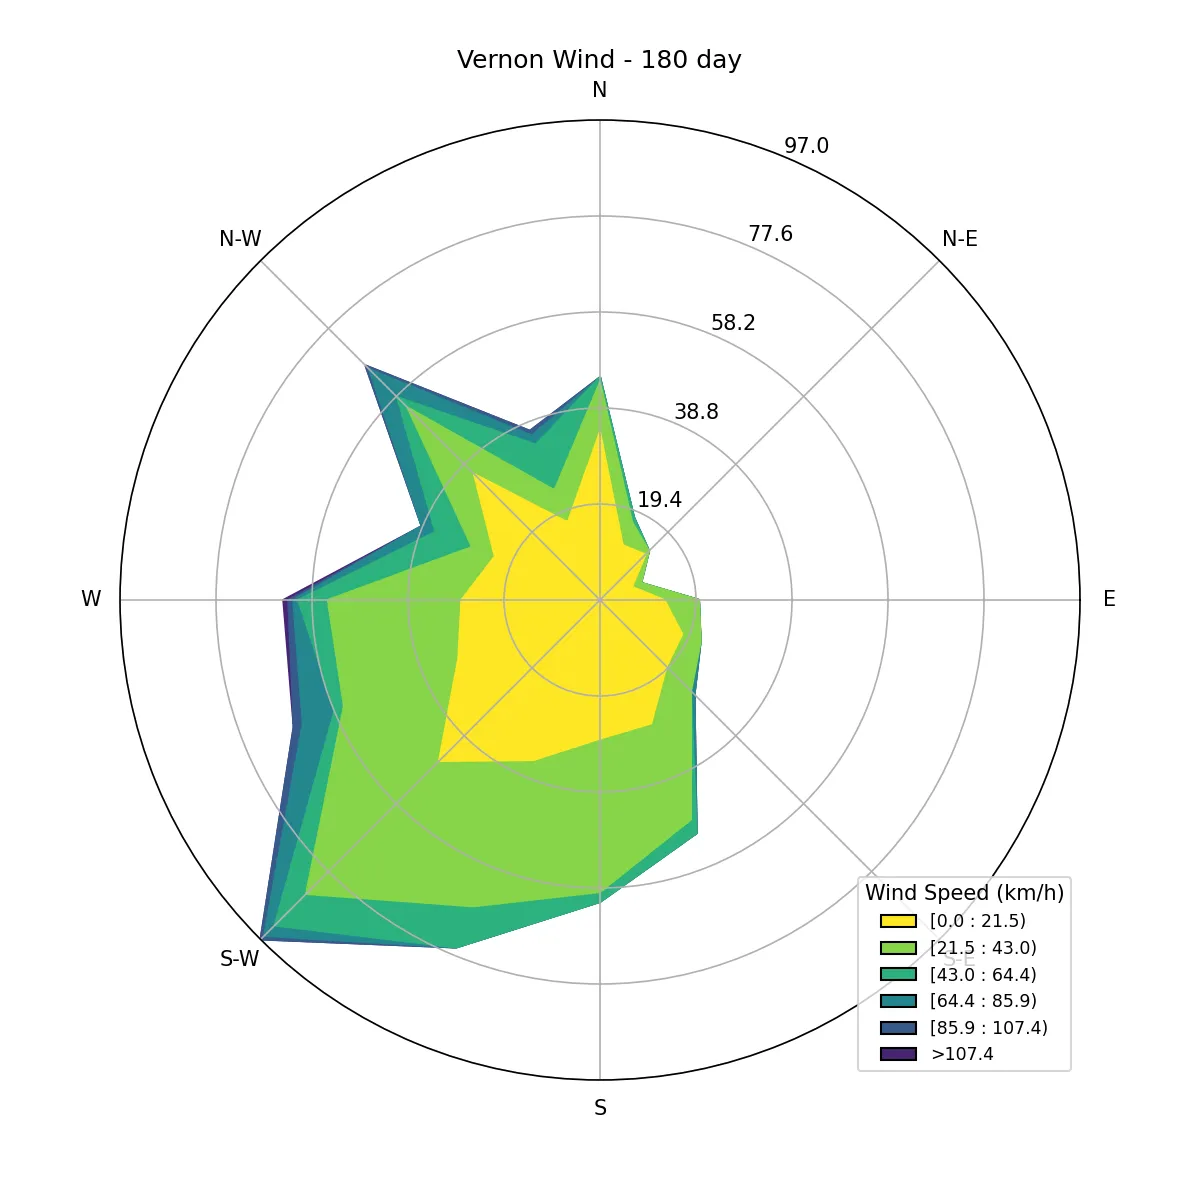 Vernon Wind - 180 day
N
97.0
77.6
N-W
N-E
58.2
38.8
19.4
W
E
Wind Speed (km/h)
[0.0 : 21.5)
[21.5 : 43.0)
S-W
S-E
[43.0 : 64.4)
[64.4 : 85.9)
[85.9 : 107.4)
>107.4
S